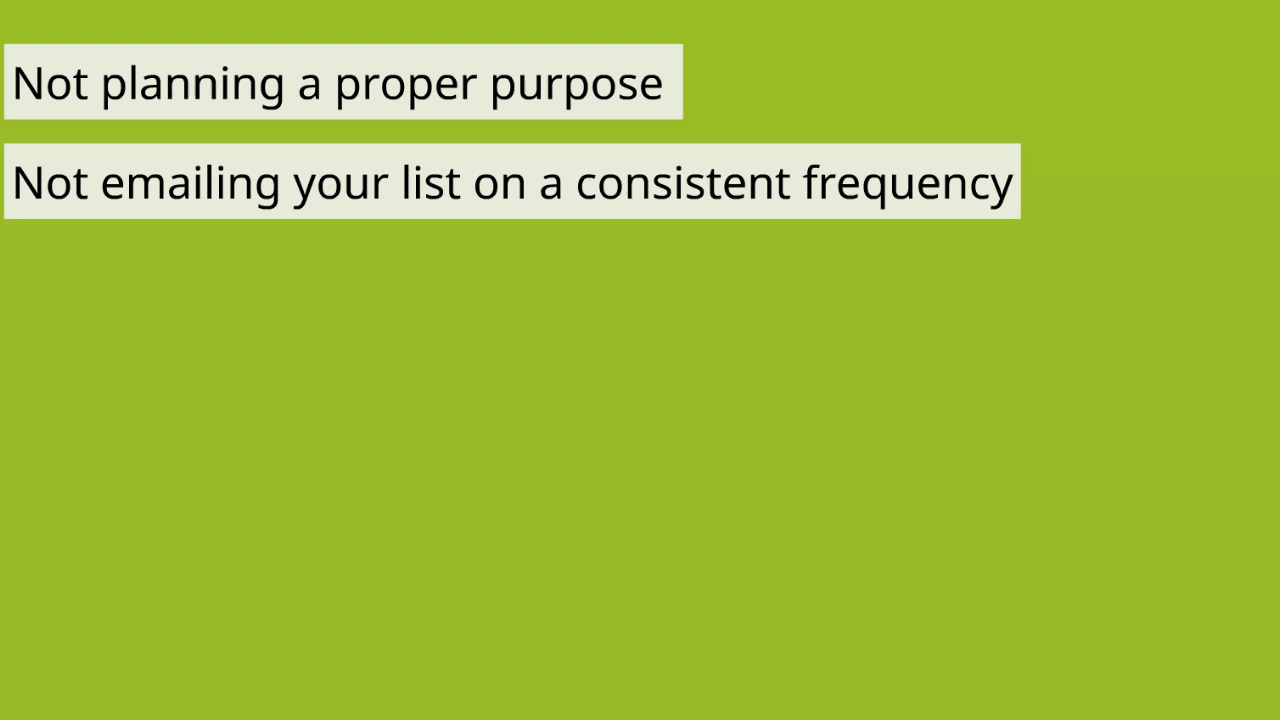 Not planning a proper purpose
Not emailing your list on a consistent frequency